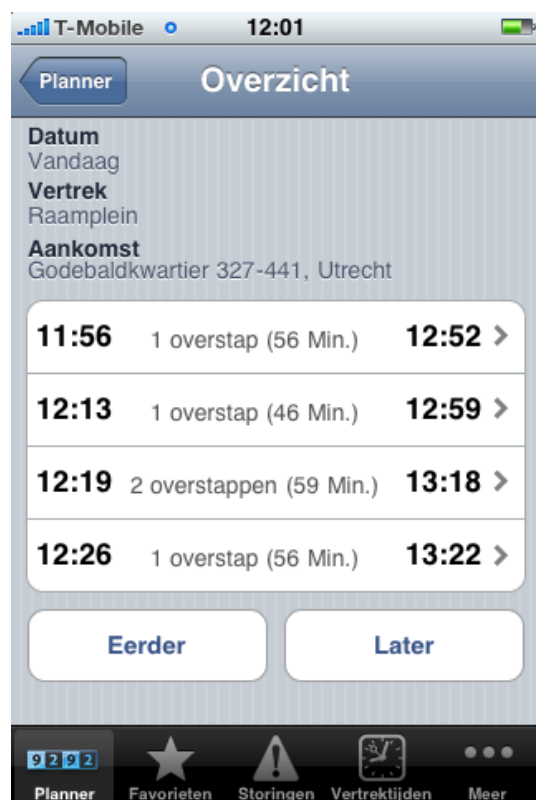 T-Mobile 12:01
Planner Overzicht
Datum
Vandaag
Vertrek
Raamplein
Aankomst
Godebaldkwartier 327-441, Utrecht
11:56 1 overstap (56 Min.) 12:52
12:13 1 overstap (46 Min.) 12:59
12:19 2 overstappen (59 Min.) 13:18
12:26 1 overstap (56 Min.) 13:22
Eerder Later
9292
Planner Favorieten Storingen Vertrektijden Meer